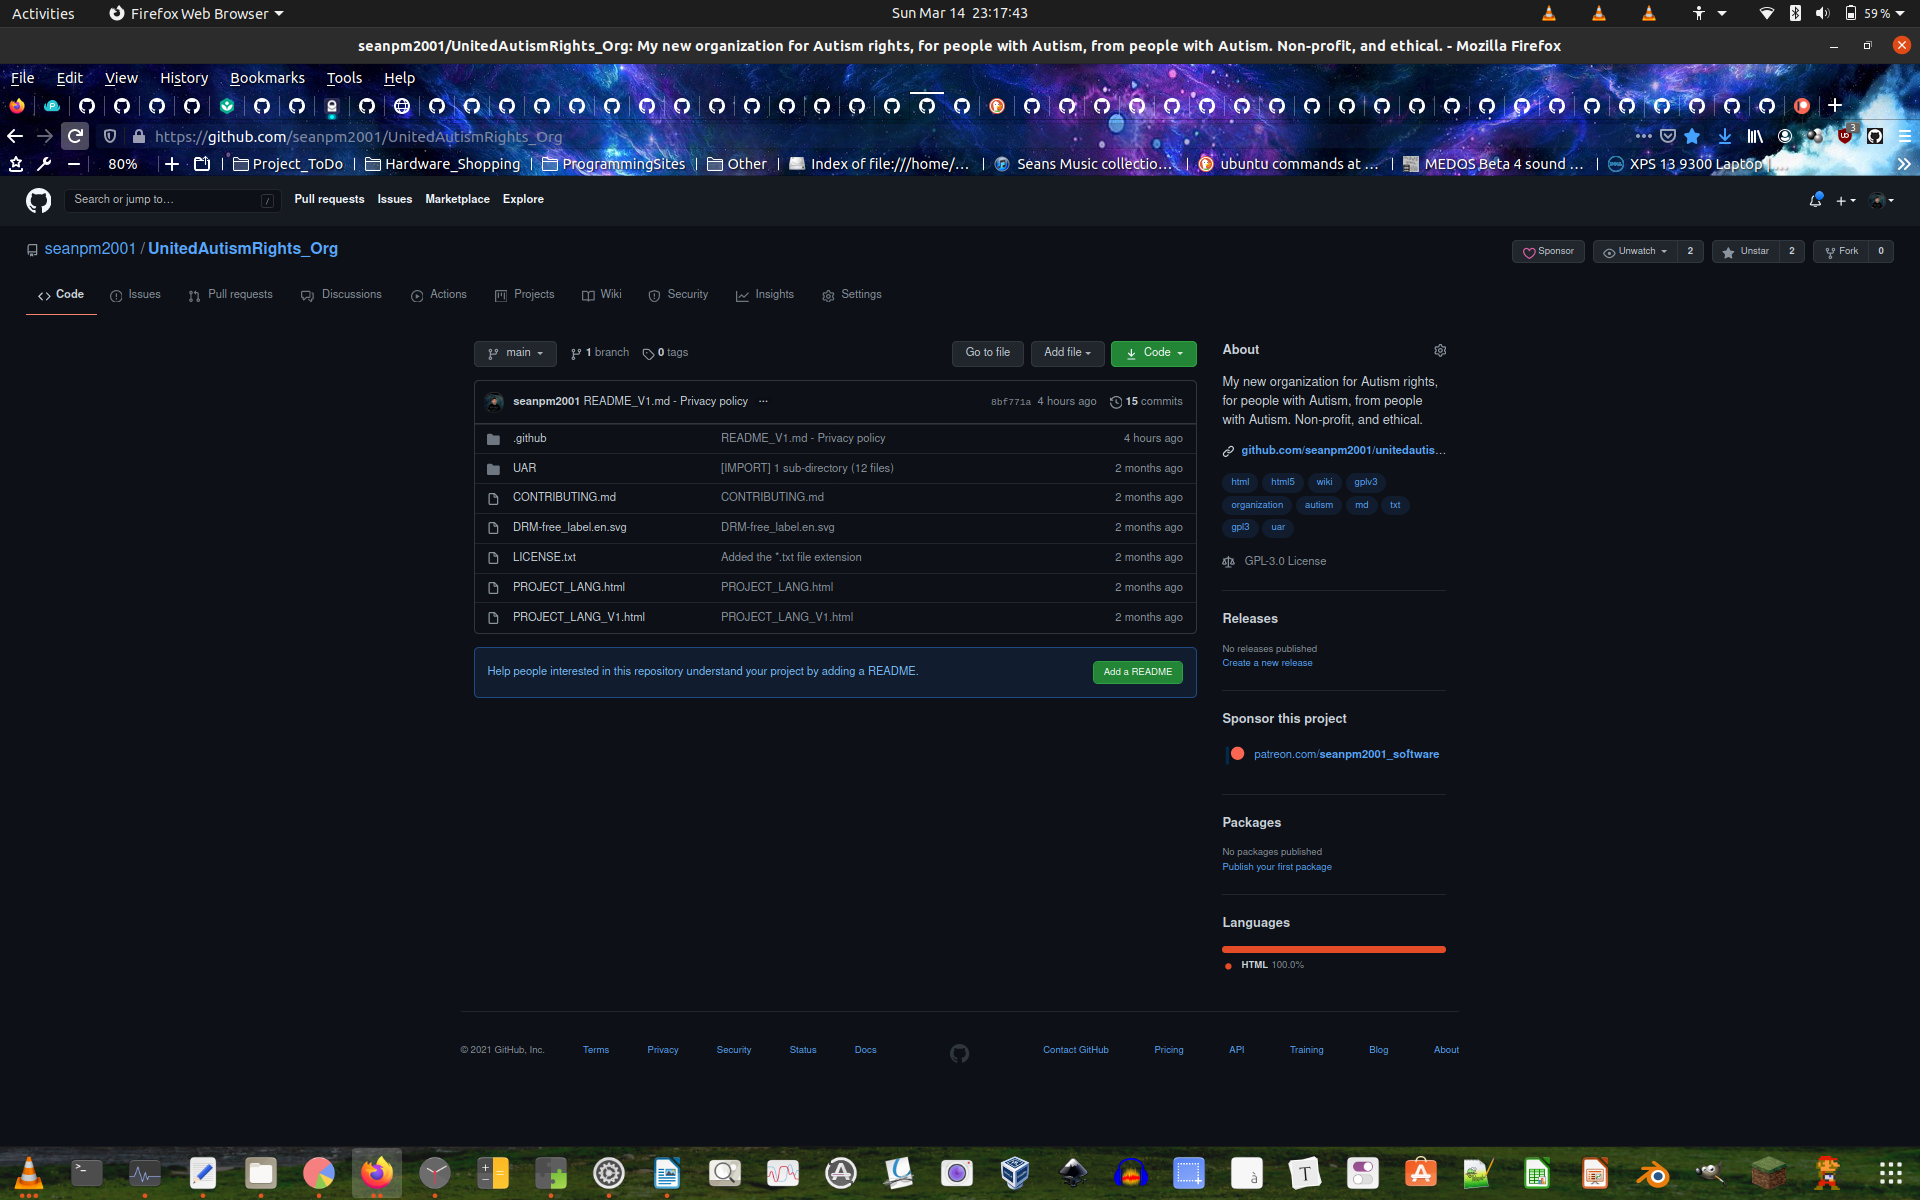 Activities
Firefox Web Browser
Sun Mar 14 23:17:43
59 %
seanpm2001/UnitedAutismRights_Org: My new organization for Autism rights, for people with Autism, from people with Autism. Non-profit, and ethical. - Mozilla Firefox
File Edit View History Bookmarks Tools Help
https://github.com/seanpm2001/UnitedAutismRights_Org
3
80%
Project_ToDo
Hardware_Shopping
ProgrammingSites
Other
Index of file:///home/...
Seans Music collectio...
ubuntu commands at ...
MEDOS Beta 4 sound ...
XPS 13 9300 Laptop |...
Search or jump to...
/
Pull requests Issues Marketplace Explore
seanpm2001 / UnitedAutismRights_Org
Sponsor
Unwatch 2
Unstar 2
Fork 0
Code Issues Pull requests Discussions Actions Projects Wiki Security Insights Settings
main
1 branch
0 tags
Go to file
Add file
Code
seanpm2001 README_V1.md - Privacy policy ...
8bf771a 4 hours ago
15 commits
.github README_V1.md - Privacy policy 4 hours ago
UAR [IMPORT] 1 sub-directory (12 files) 2 months ago
CONTRIBUTING.md CONTRIBUTING.md 2 months ago
DRM-free_label.en.svg DRM-free_label.en.svg 2 months ago
LICENSE.txt Added the *.txt file extension 2 months ago
PROJECT_LANG.html PROJECT_LANG.html 2 months ago
PROJECT_LANG_V1.html PROJECT_LANG_V1.html 2 months ago
Help people interested in this repository understand your project by adding a README.
Add a README
About
My new organization for Autism rights,
for people with Autism, from people
with Autism. Non-profit, and ethical.
github.com/seanpm2001/unitedautis...
html html5 wiki gplv3
organization autism md txt
gpl3 uar
GPL-3.0 License
Releases
No releases published
Create a new release
Sponsor this project
patreon.com/seanpm2001_software
Packages
No packages published
Publish your first package
Languages
HTML 100.0%
© 2021 GitHub, Inc. Terms Privacy Security Status Docs Contact GitHub Pricing API Training Blog About